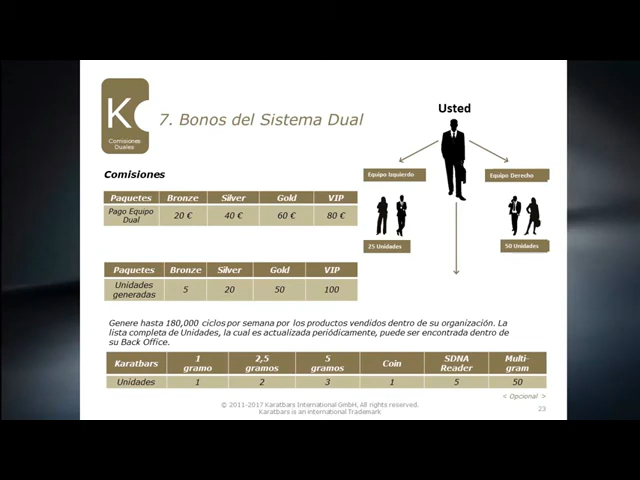 K
Comisiones
Duales
7. Bonos del Sistema Dual
Usted
Equipo Izquierdo
Equipo Derecho
25 Unidades
50 Unidades
Comisiones
Paquetes Bronze Silver Gold VIP
Pago Equipo Dual 20 € 40 € 60 € 80 €
Paquetes Bronze Silver Gold VIP
Unidades generadas 5 20 50 100
Genere hasta 180,000 ciclos por semana por los productos vendidos dentro de su organización. La
lista completa de Unidades, la cual es actualizada periódicamente, puede ser encontrada dentro de
su Back Office.
Karatbars 1 gramo 2,5 gramos 5 gramos Coin SDNA Reader Multi-gram
Unidades 1 2 3 1 5 50
< Opcional >
© 2011-2017 Karatbars International GmbH, All rights reserved.
Karatbars is an international Trademark
23